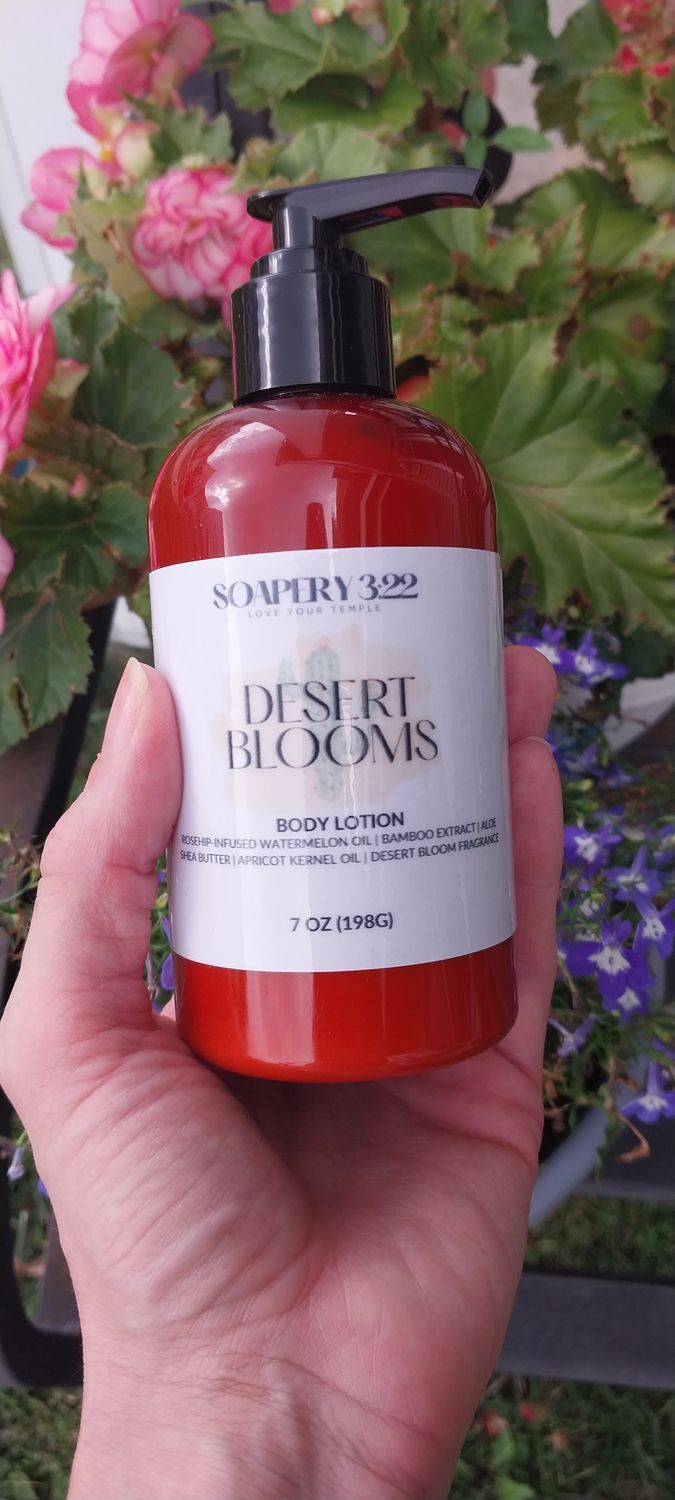 SOAPERY 3:22
LOVE YOUR TEMPLE
DESERT
BLOOMS
BODY LOTION
ROSEHIP-INFUSED WATERMELON OIL | BAMBOO EXTRACT | ALOE
SHEA BUTTER | APRICOT KERNEL OIL | DESERT BLOOM FRAGRANCE
7 OZ (198G)